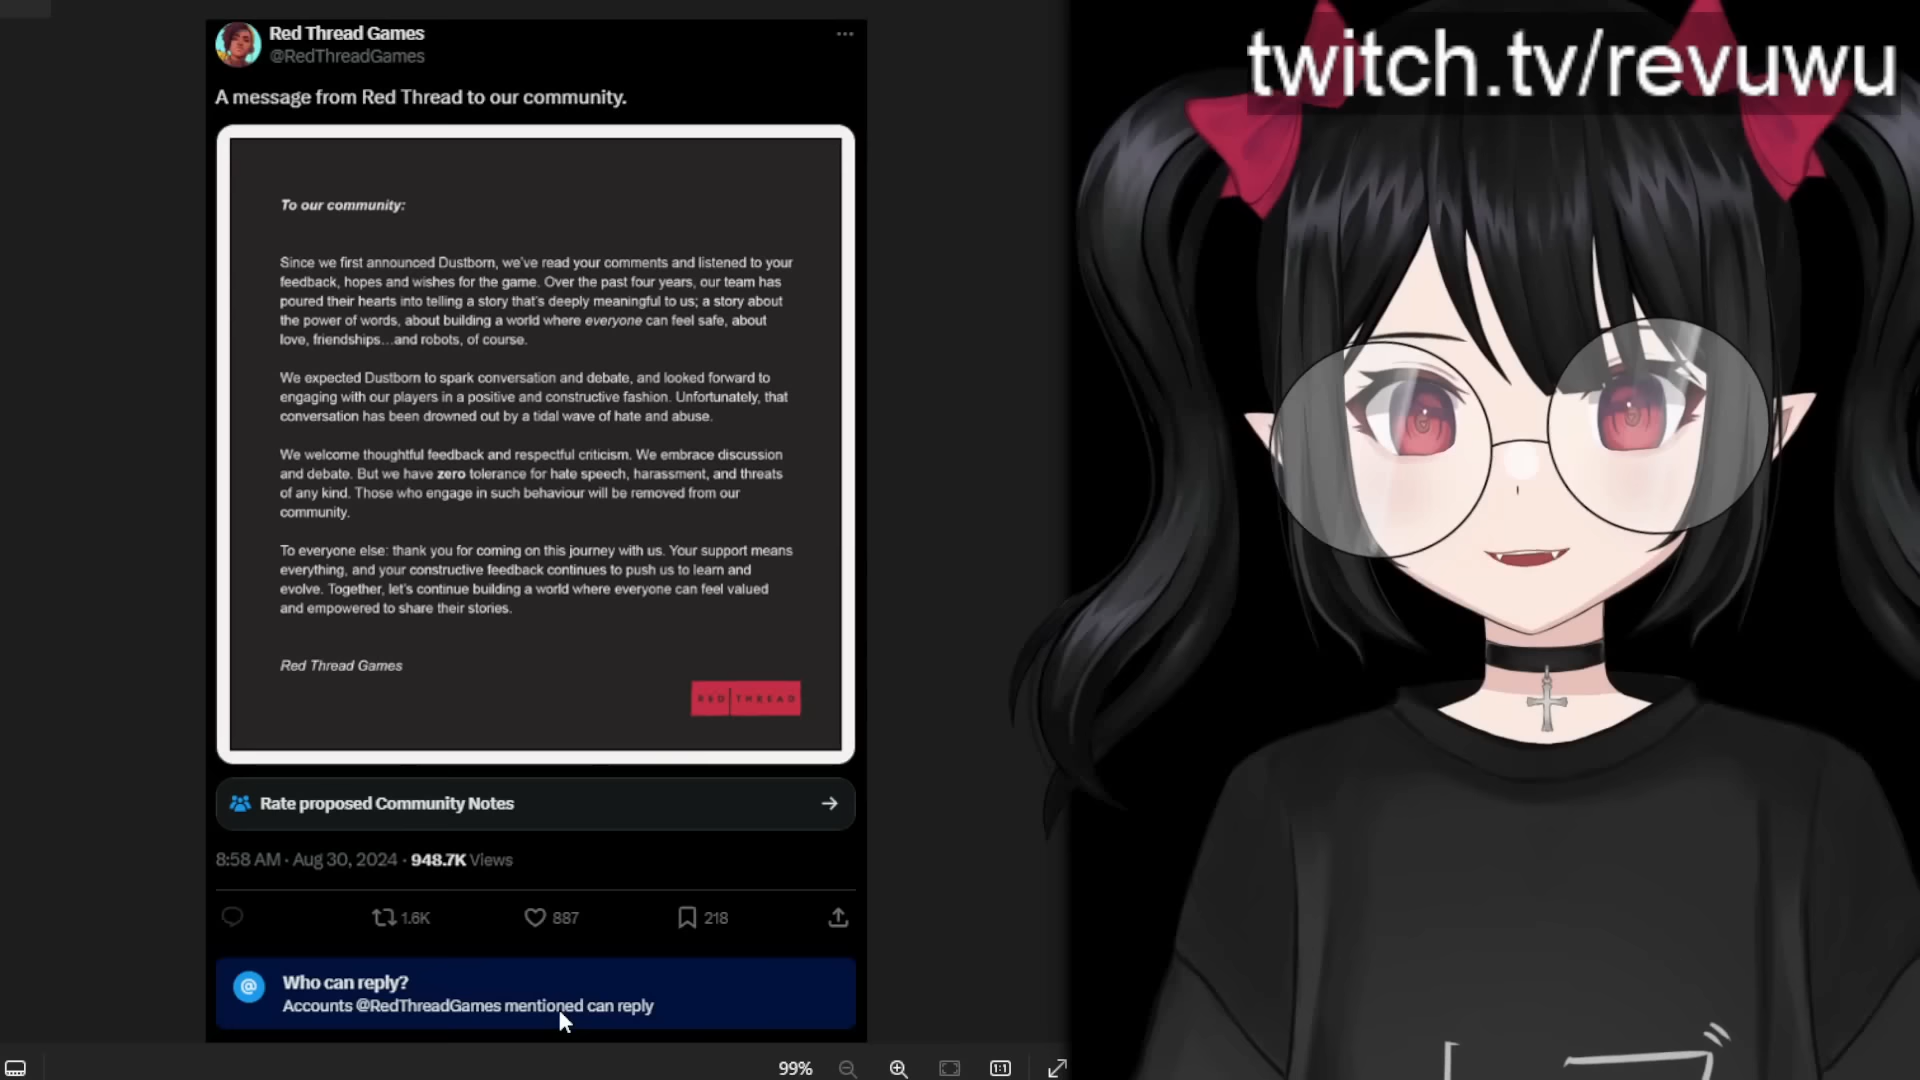 Red Thread Games
@RedThreadGames
A message from Red Thread to our community.
To our community:
Since we first announced Dustborn, we've read your comments and listened to your
feedback, hopes and wishes for the game. Over the past four years, our team has
poured their hearts into telling a story that's deeply meaningful to us; a story about
the power of words, about building a world where everyone can feel safe, about
love, friendships...and robots, of course.
We expected Dustborn to spark conversation and debate, and looked forward to
engaging with our players in a positive and constructive fashion. Unfortunately, that
conversation has been drowned out by a tidal wave of hate and abuse.
We welcome thoughtful feedback and respectful criticism. We embrace discussion
and debate. But we have zero tolerance for hate speech, harassment, and threats
of any kind. Those who engage in such behaviour will be removed from our
community.
To everyone else: thank you for coming on this journey with us. Your support means
everything, and your constructive feedback continues to push us to learn and
evolve. Together, let's continue building a world where everyone can feel valued
and empowered to share their stories.
Red Thread Games
RED THREAD
Rate proposed Community Notes
8:58 AM · Aug 30, 2024 · 948.7K Views
1.6K 887 218
@
Who can reply?
Accounts @RedThreadGames mentioned can reply
99%
1:1
twitch.tv/revuwu